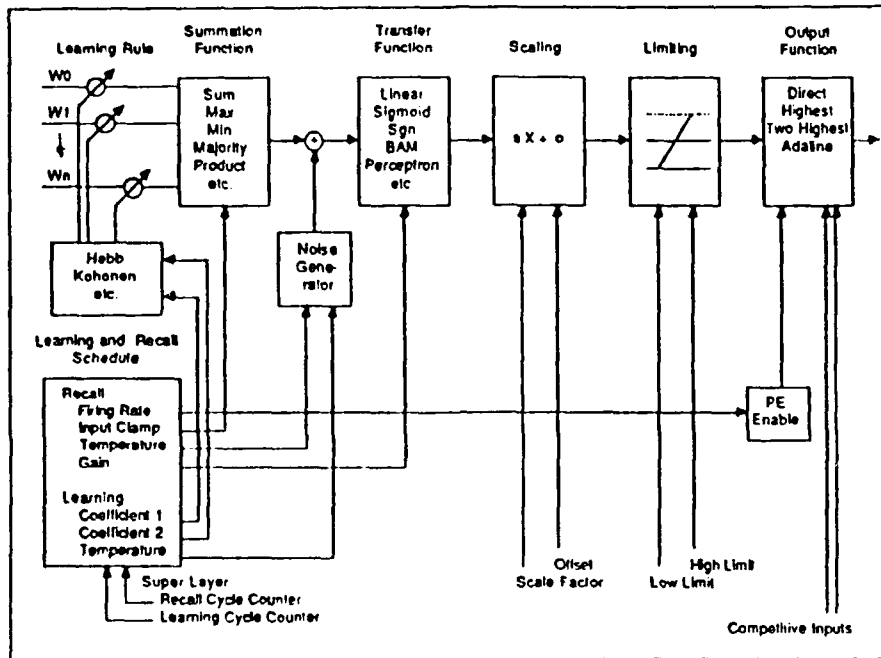 Learning Rule
Summation Function
Transfer Function
Scaling
Limiting
Output Function
W0
W1
Wn
Sum
Max
Min
Majority
Product
etc.
+
Linear
Sigmoid
Sgn
BAM
Perceptron
etc
s X + o
Direct
Highest
Two Highest
Adaline
Hebb
Kohonen
etc.
Noise
Gene-
rator
Learning and Recall
Schedule
Recall
Firing Rate
Input Clamp
Temperature
Gain
Learning
Coefficient 1
Coefficient 2
Temperature
PE
Enable
Super Layer
Recall Cycle Counter
Learning Cycle Counter
Offset
Scale Factor
High Limit
Low Limit
Competitive Inputs